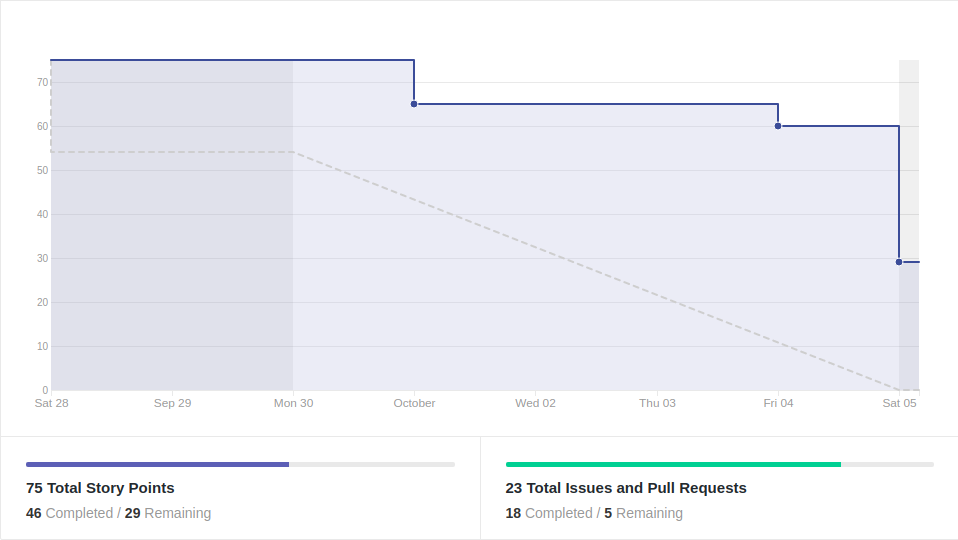 70
60
50
40
30
20
10
0
Sat 28 Sep 29 Mon 30 October Wed 02 Thu 03 Fri 04 Sat 05
75 Total Story Points
46 Completed / 29 Remaining
23 Total Issues and Pull Requests
18 Completed / 5 Remaining